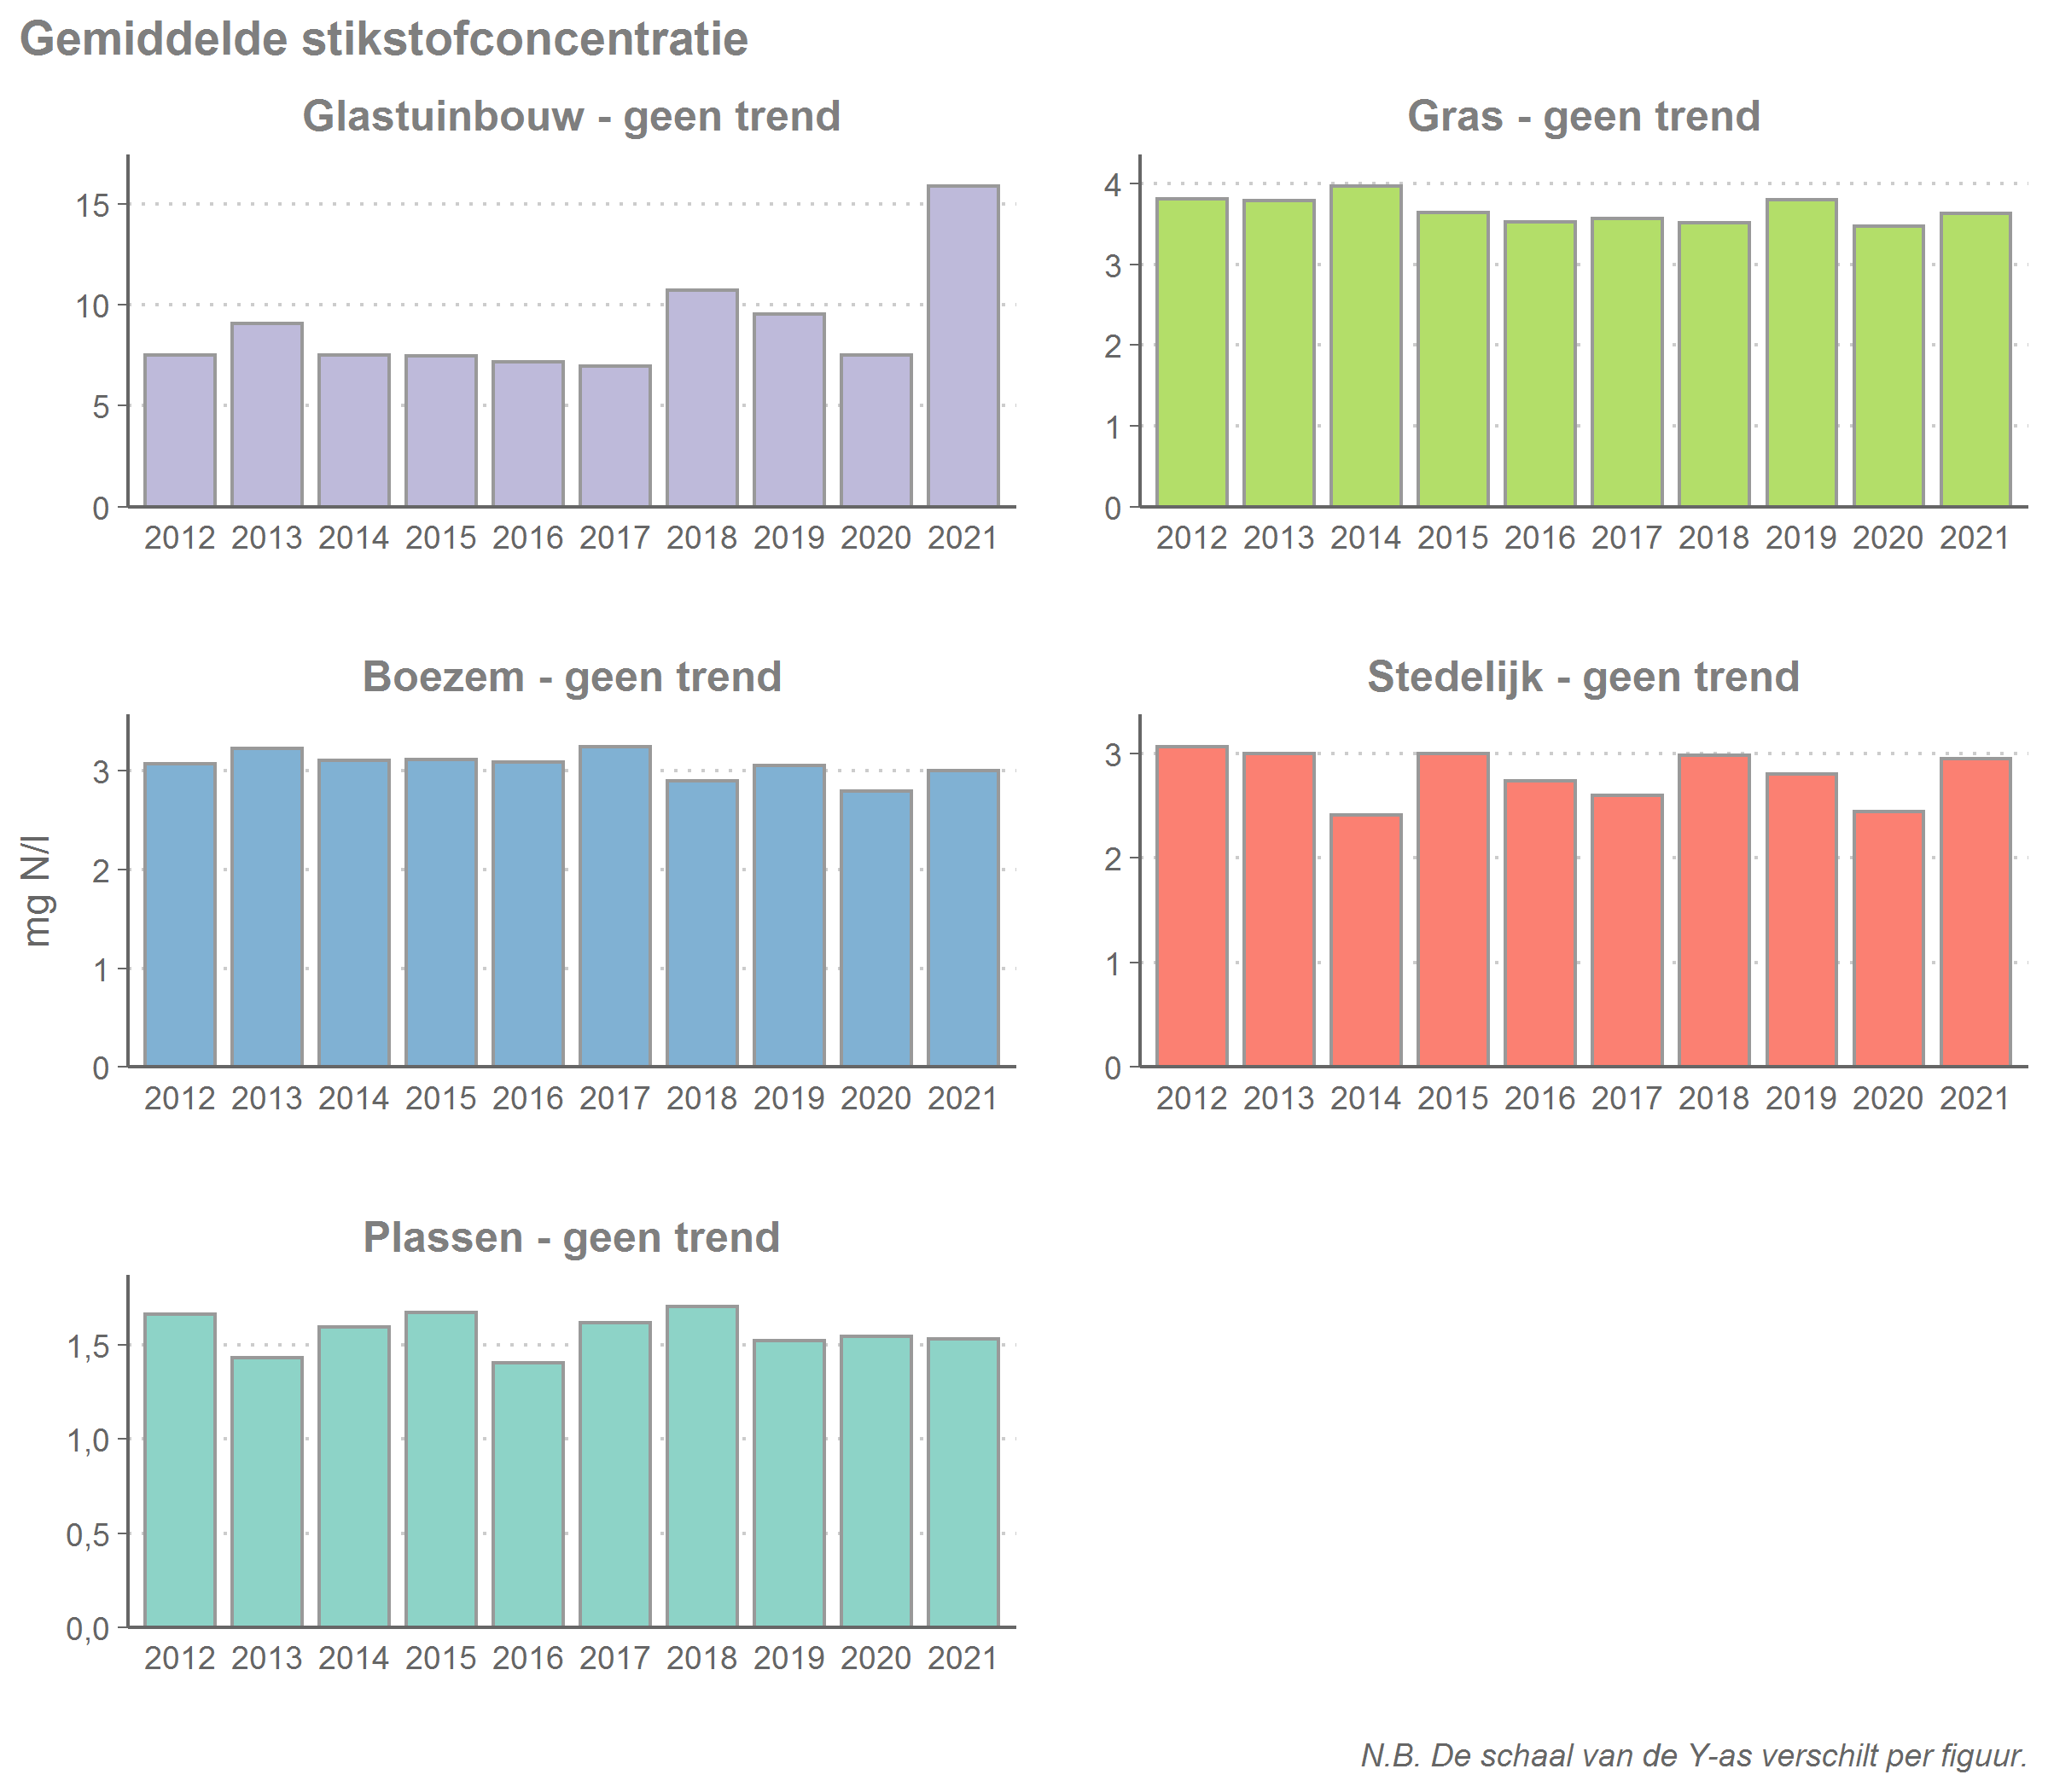 Gemiddelde stikstofconcentratie
Glastuinbouw - geen trend
15
10
5
0
2012 2013 2014 2015 2016 2017 2018 2019 2020 2021
Gras - geen trend
4
3
2
1
0
2012 2013 2014 2015 2016 2017 2018 2019 2020 2021
mg N/l
Boezem - geen trend
3
2
1
0
2012 2013 2014 2015 2016 2017 2018 2019 2020 2021
Stedelijk - geen trend
3
2
1
0
2012 2013 2014 2015 2016 2017 2018 2019 2020 2021
Plassen - geen trend
1,5
1,0
0,5
0,0
2012 2013 2014 2015 2016 2017 2018 2019 2020 2021
N.B. De schaal van de Y-as verschilt per figuur.